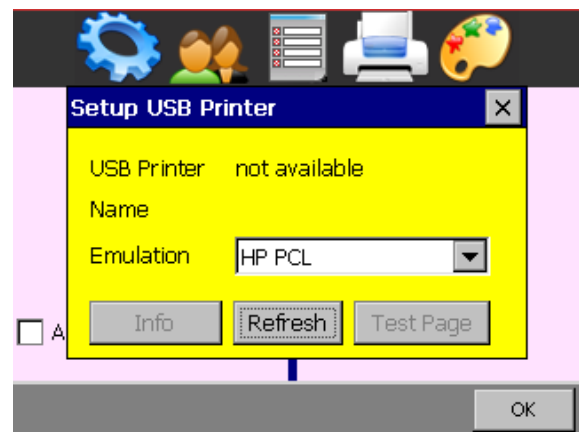 Setup USB Printer
USB Printer not available
Name
Emulation HP PCL
A
Info Refresh Test Page
OK